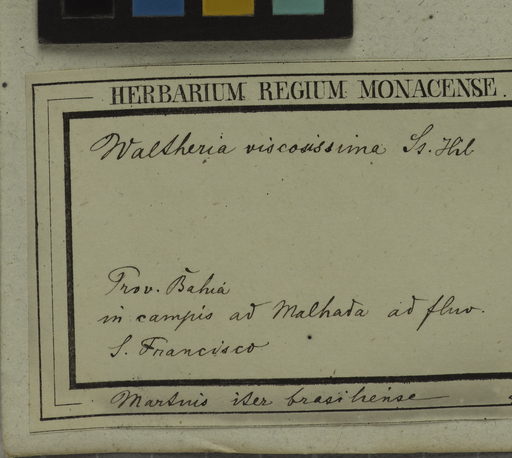 HERBARIUM REGIUM MONACENSE.
Waltheria viscosissima St. Hil
Prov. Bahia
in campis ad Malhada ad fluv.
S. Francisco
Martius iter brasiliense